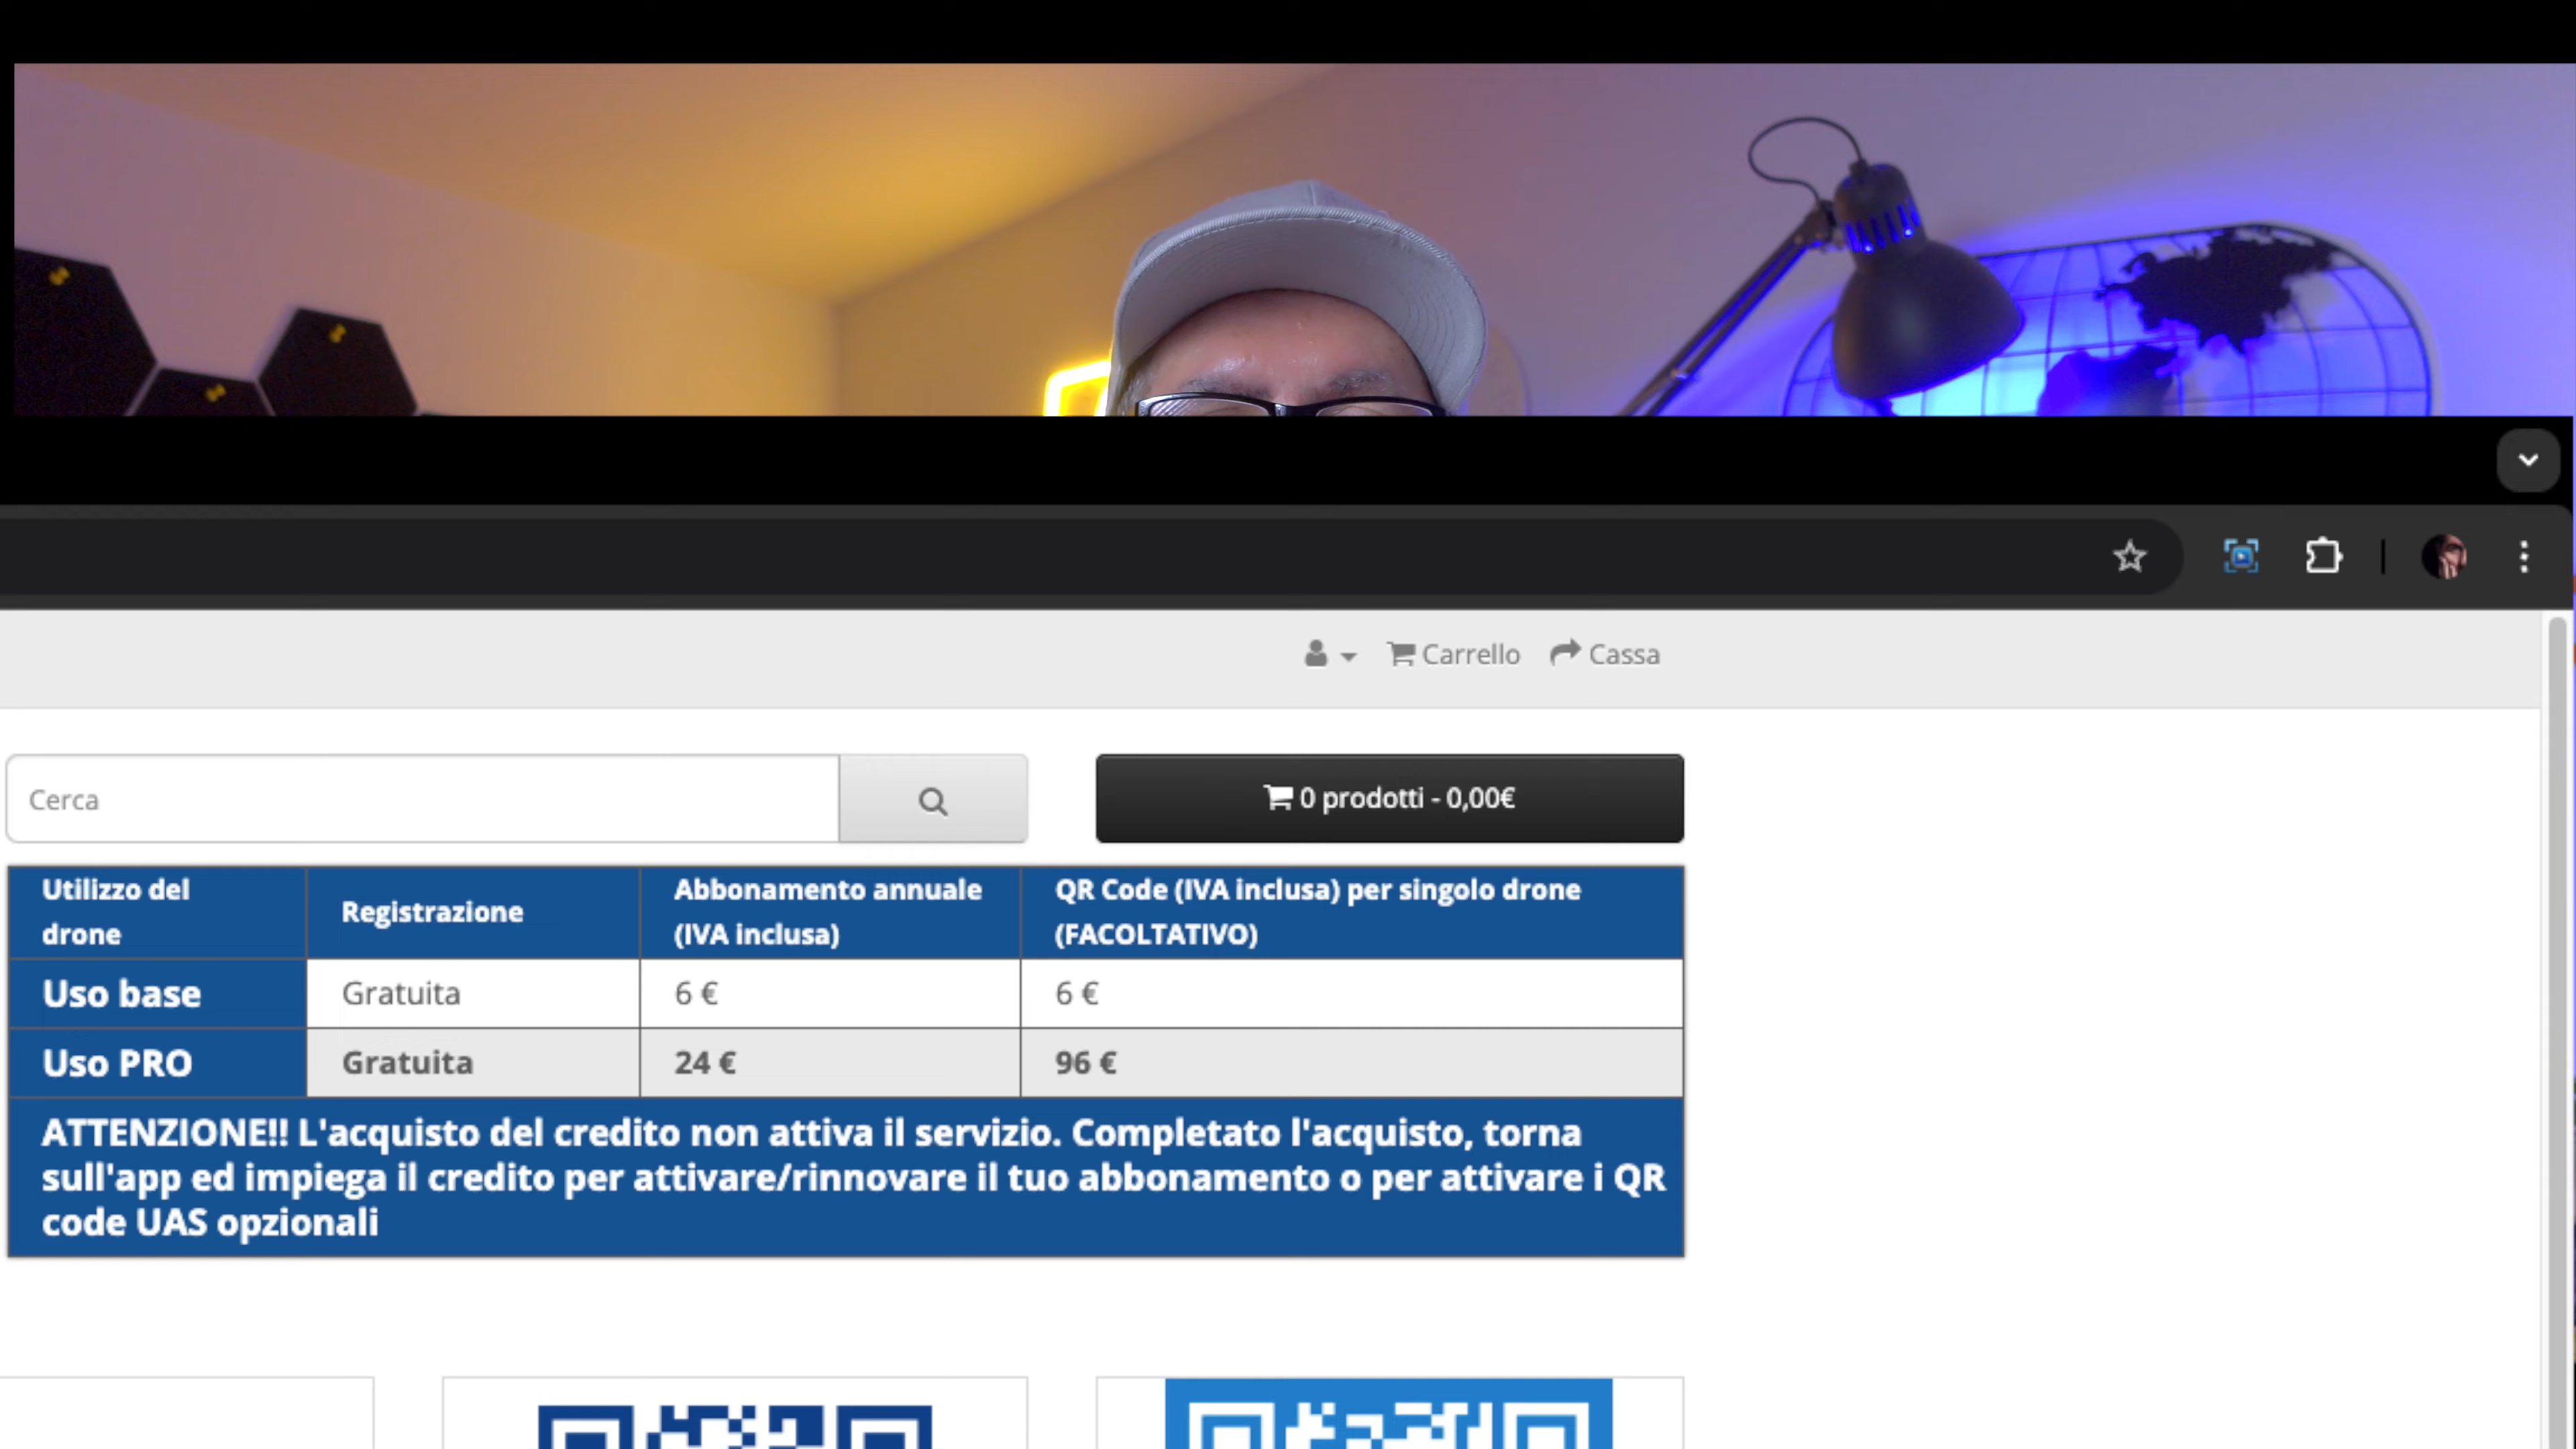 Carrello Cassa
Cerca
0 prodotti - 0,00€
Utilizzo del
drone
Registrazione
Abbonamento annuale
(IVA inclusa)
QR Code (IVA inclusa) per singolo drone
(FACOLTATIVO)
Uso base Gratuita 6 € 6 €
Uso PRO Gratuita 24 € 96 €
ATTENZIONE!! L'acquisto del credito non attiva il servizio. Completato l'acquisto, torna
sull'app ed impiega il credito per attivare/rinnovare il tuo abbonamento o per attivare i QR
code UAS opzionali